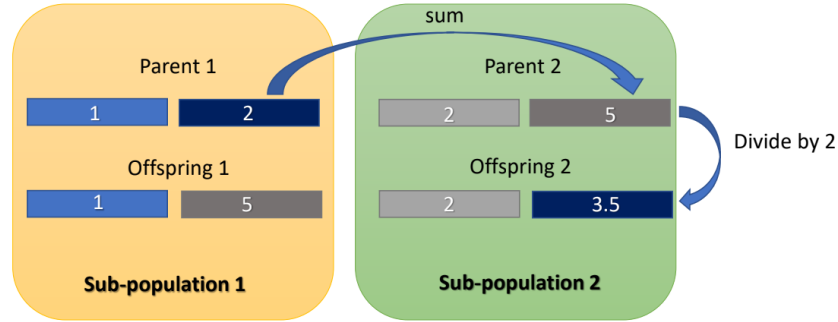 sum
Parent 1
1 2
Offspring 1
1 5
Sub-population 1
Parent 2
2 5
Offspring 2
2 3.5
Sub-population 2
Divide by 2